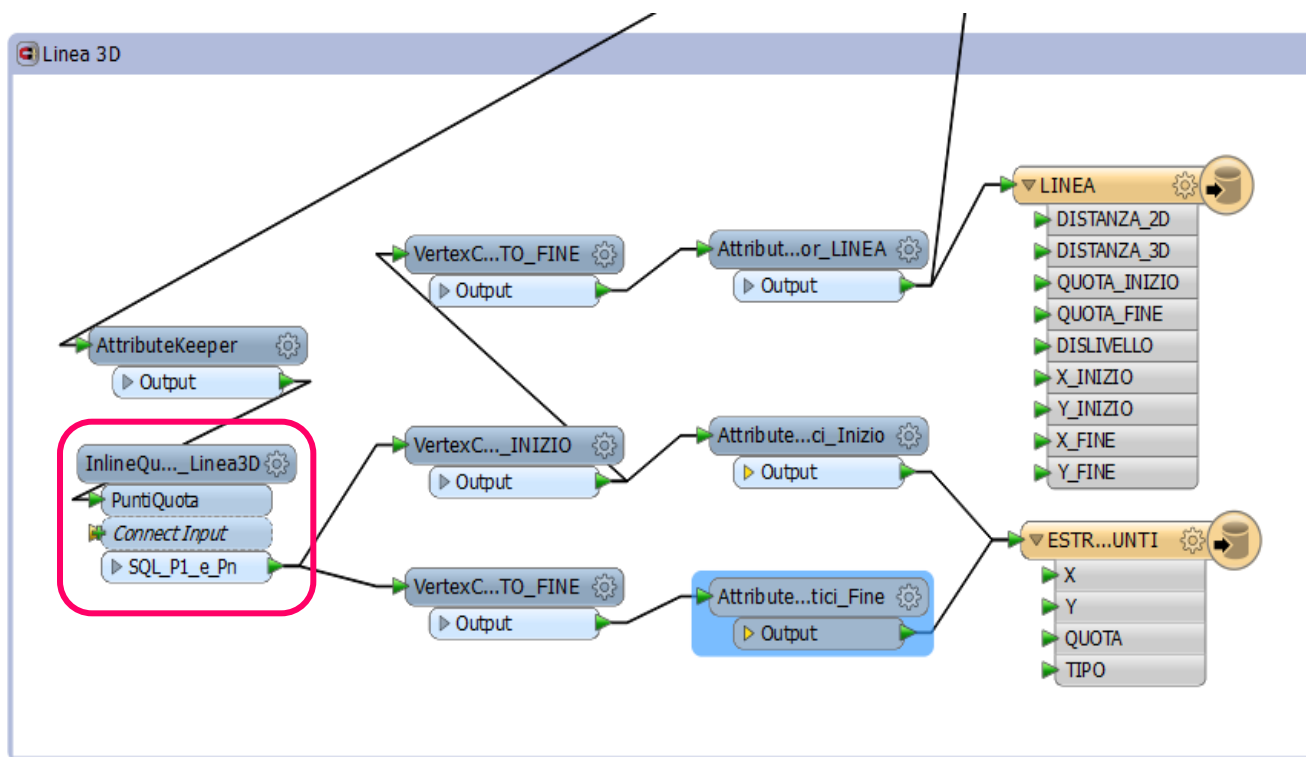 Linea 3D
LINEA
DISTANZA_2D
DISTANZA_3D
QUOTA_INIZIO
QUOTA_FINE
DISLIVELLO
X_INIZIO
Y_INIZIO
X_FINE
Y_FINE
VertexC...TO_FINE
Output
Attribut...or_LINEA
Output
AttributeKeeper
Output
InlineQu..._Linea3D
PuntiQuota
Connect Input
SQL_P1_e_Pn
VertexC..._INIZIO
Output
Attribute...ci_Inizio
Output
VertexC...TO_FINE
Output
Attribute...tici_Fine
Output
ESTR...UNTI
X
Y
QUOTA
TIPO